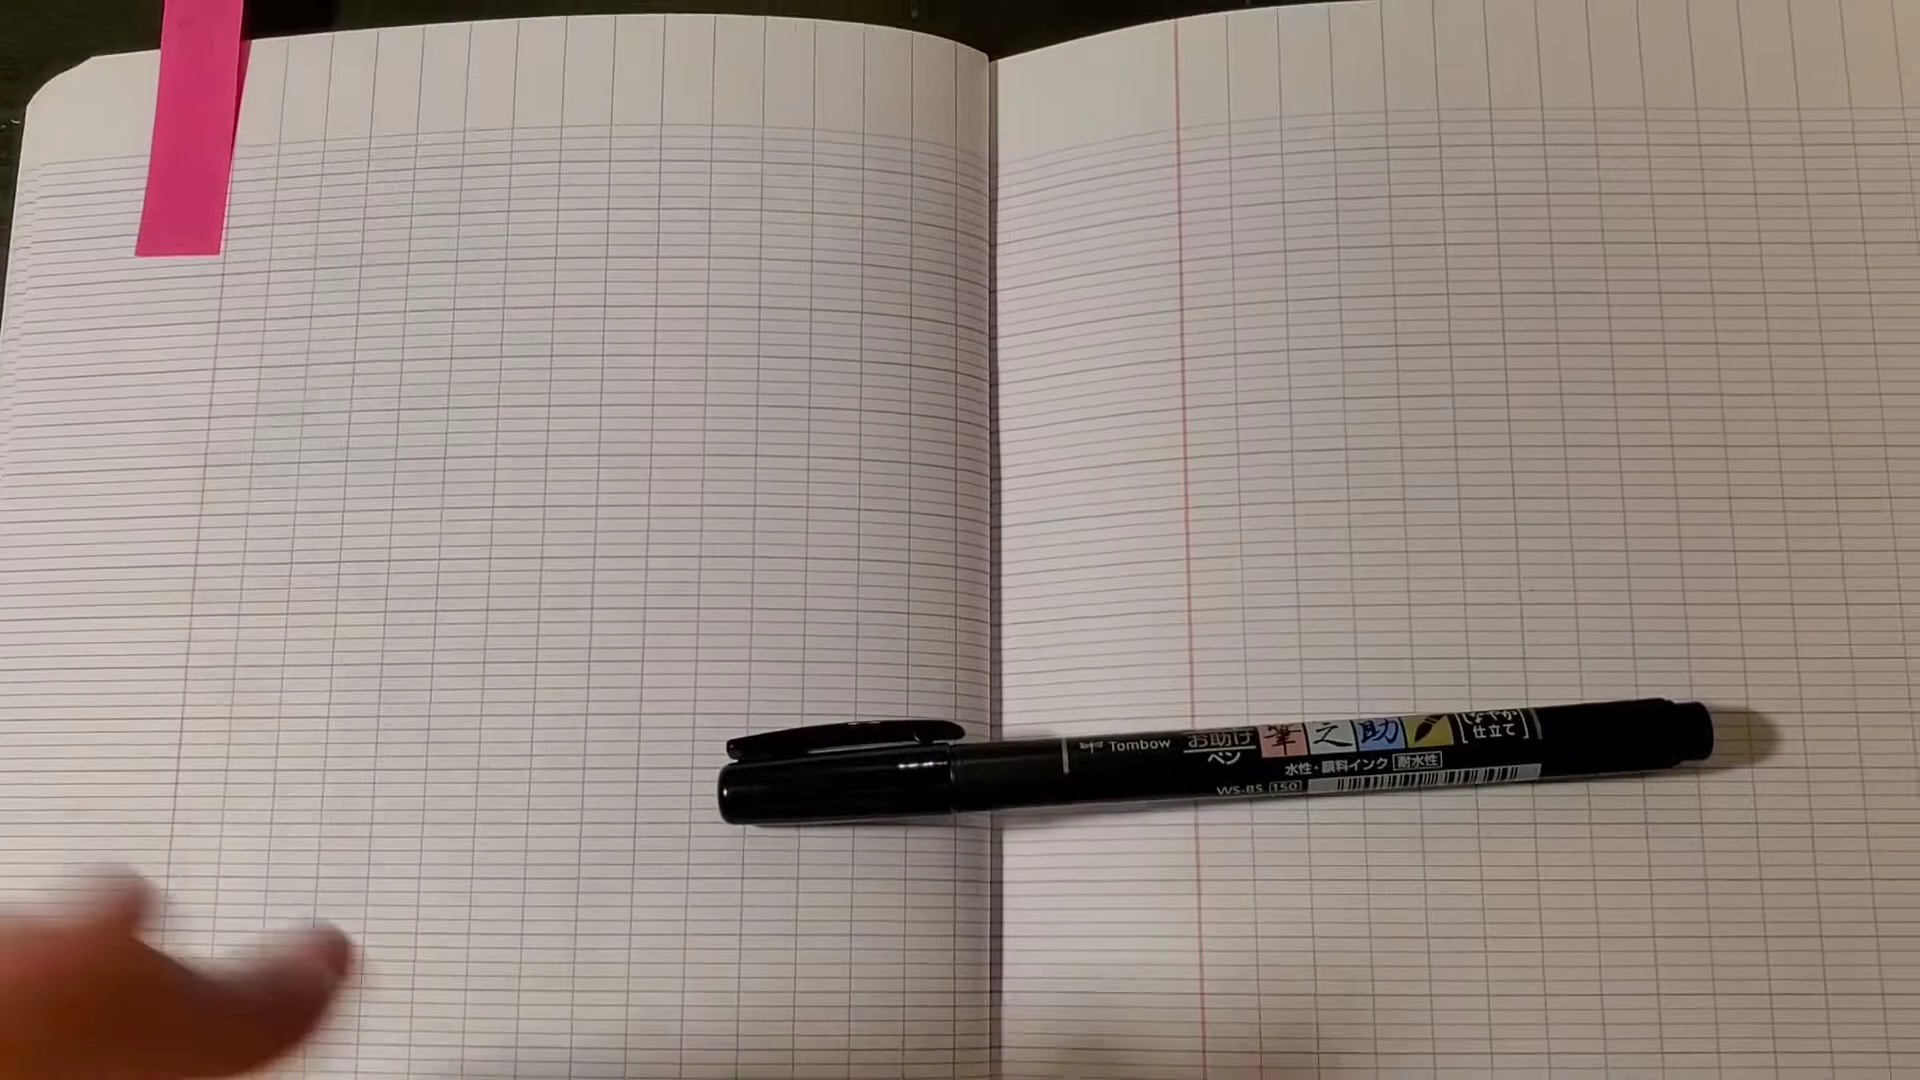 Tombow
お助け
ペン
筆之助
しなやか
仕立て
水性・顔料インク 耐水性
WS-BS 150